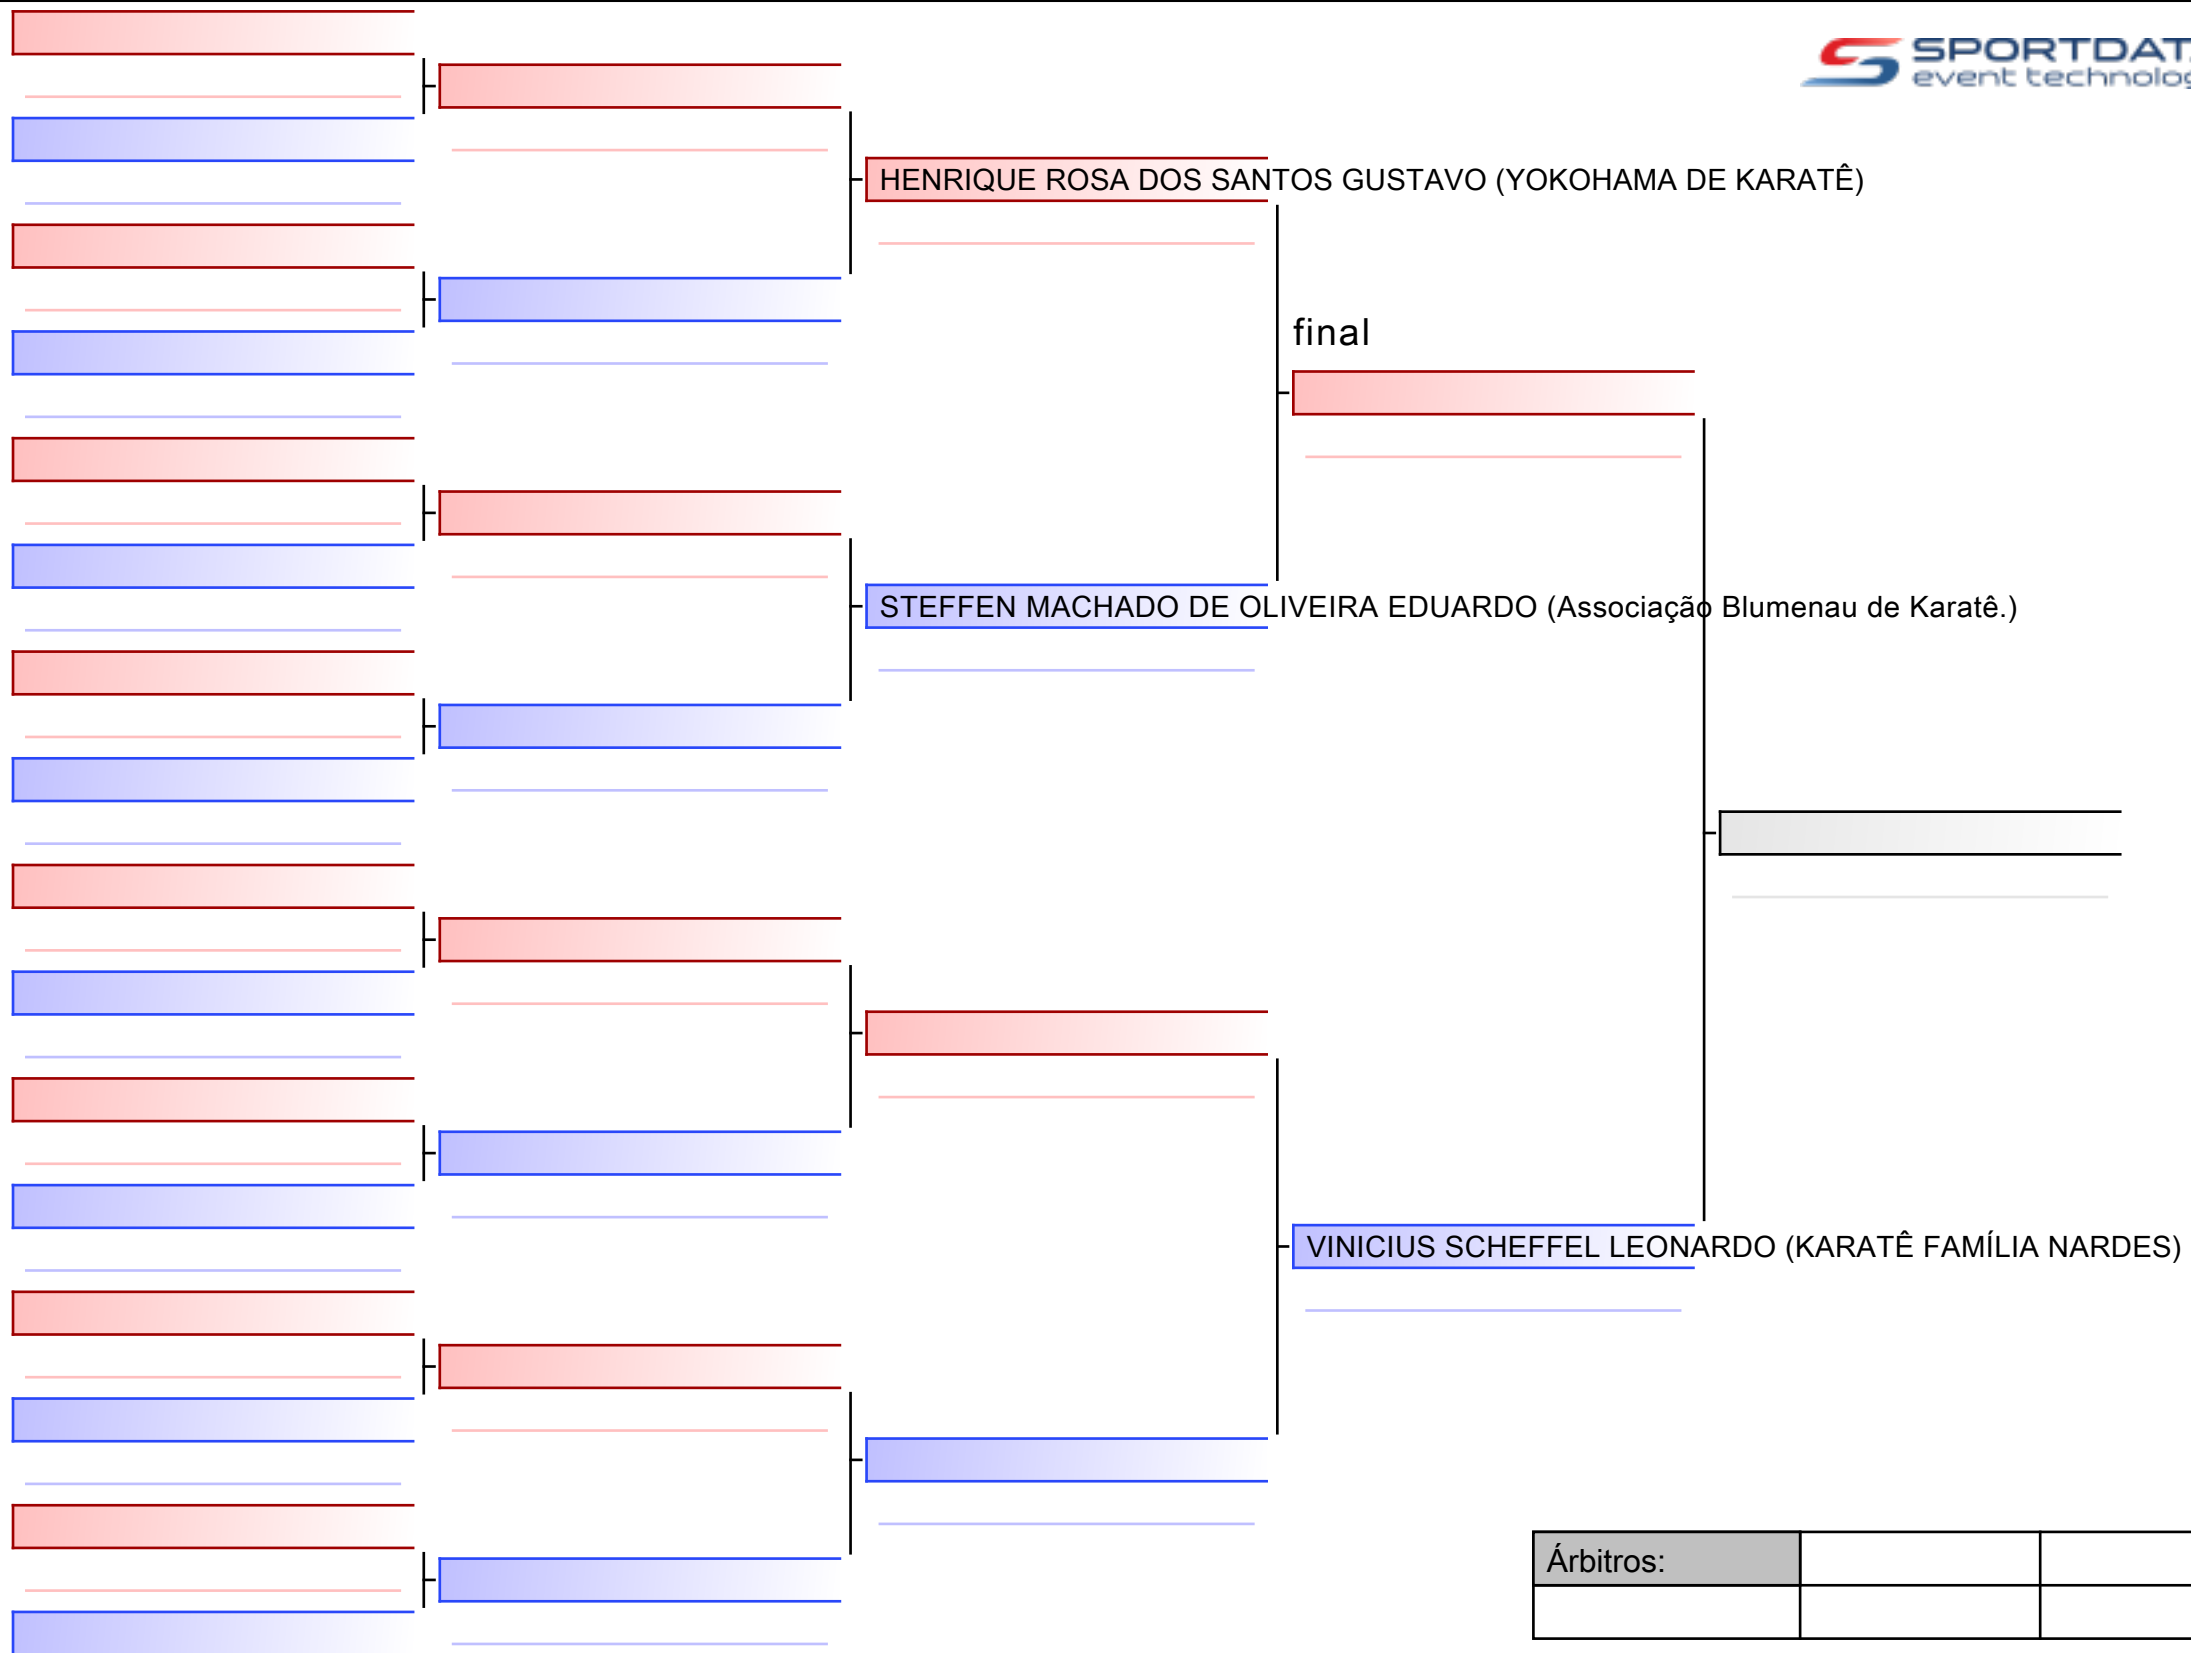 SPORTDAT
event technolog
HENRIQUE ROSA DOS SANTOS GUSTAVO (YOKOHAMA DE KARATÊ)
final
STEFFEN MACHADO DE OLIVEIRA EDUARDO (Associação Blumenau de Karatê.)
VINICIUS SCHEFFEL LEONARDO (KARATÊ FAMÍLIA NARDES)
Árbitros: